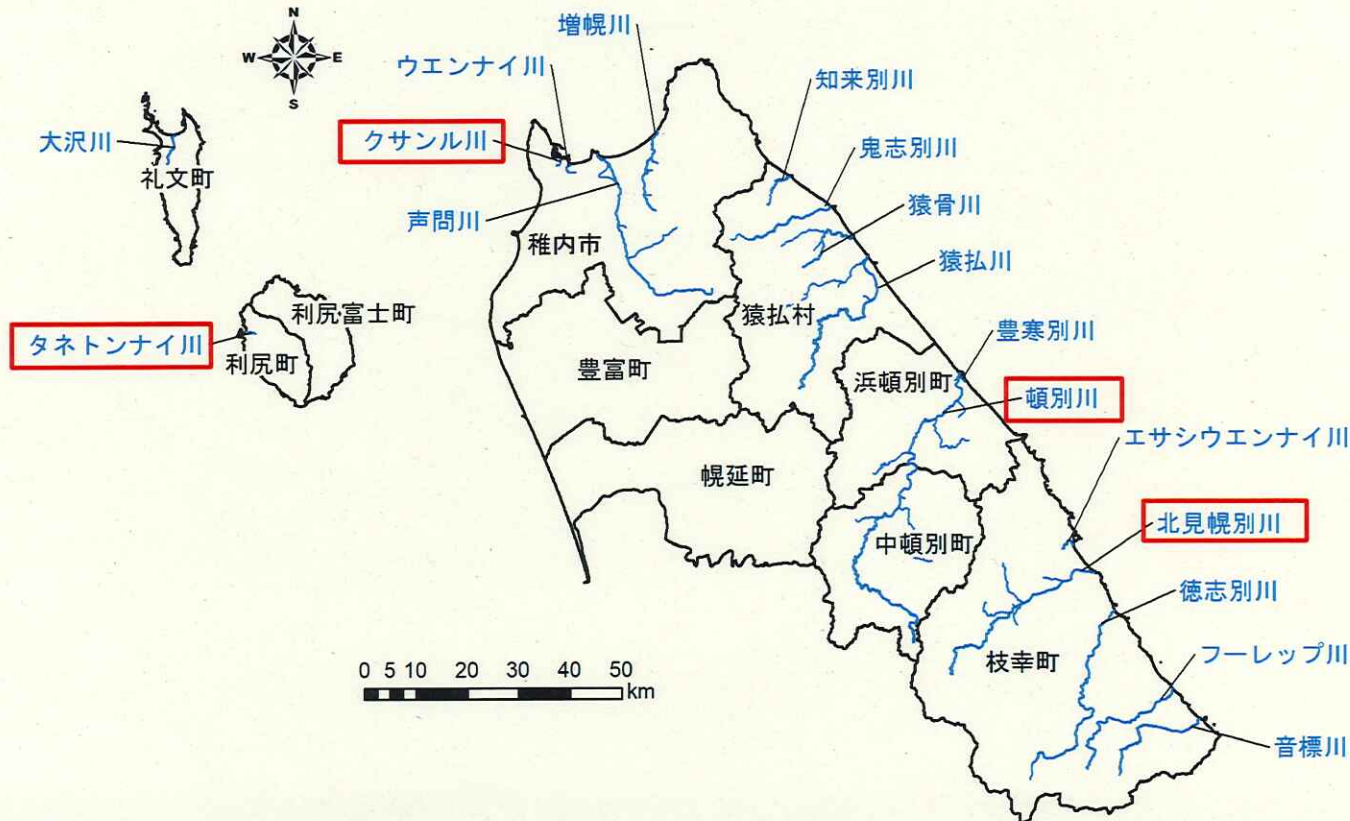 N
W
E
S
増幌川
ウエンナイ川
クサンル川
知来別川
大沢川
礼文町
鬼志別川
猿骨川
声問川
稚内市
猿払川
利尻富士町
タネトンナイ川
利尻町
猿払村
豊富町
豊寒別川
浜頓別町
頓別川
エサシウエンナイ川
幌延町
北見幌別川
中頓別町
徳志別川
枝幸町
フーレップ川
音標川
0 5 10 20 30 40 50
km